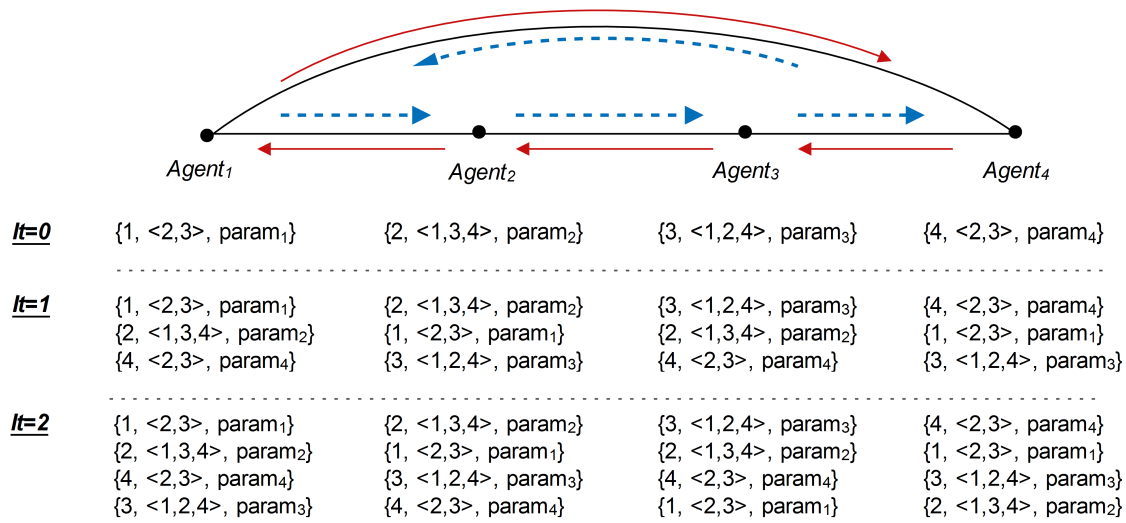 Agent₁ Agent₂ Agent₃ Agent₄
It=0 {1, <2,3>, param₁} {2, <1,3,4>, param₂} {3, <1,2,4>, param₃} {4, <2,3>, param₄}
It=1 {1, <2,3>, param₁} {2, <1,3,4>, param₂} {3, <1,2,4>, param₃} {4, <2,3>, param₄}
{2, <1,3,4>, param₂} {1, <2,3>, param₁} {2, <1,3,4>, param₂} {1, <2,3>, param₁}
{4, <2,3>, param₄} {3, <1,2,4>, param₃} {4, <2,3>, param₄} {3, <1,2,4>, param₃}
It=2 {1, <2,3>, param₁} {2, <1,3,4>, param₂} {3, <1,2,4>, param₃} {4, <2,3>, param₄}
{2, <1,3,4>, param₂} {1, <2,3>, param₁} {2, <1,3,4>, param₂} {1, <2,3>, param₁}
{4, <2,3>, param₄} {3, <1,2,4>, param₃} {4, <2,3>, param₄} {3, <1,2,4>, param₃}
{3, <1,2,4>, param₃} {4, <2,3>, param₄} {1, <2,3>, param₁} {2, <1,3,4>, param₂}